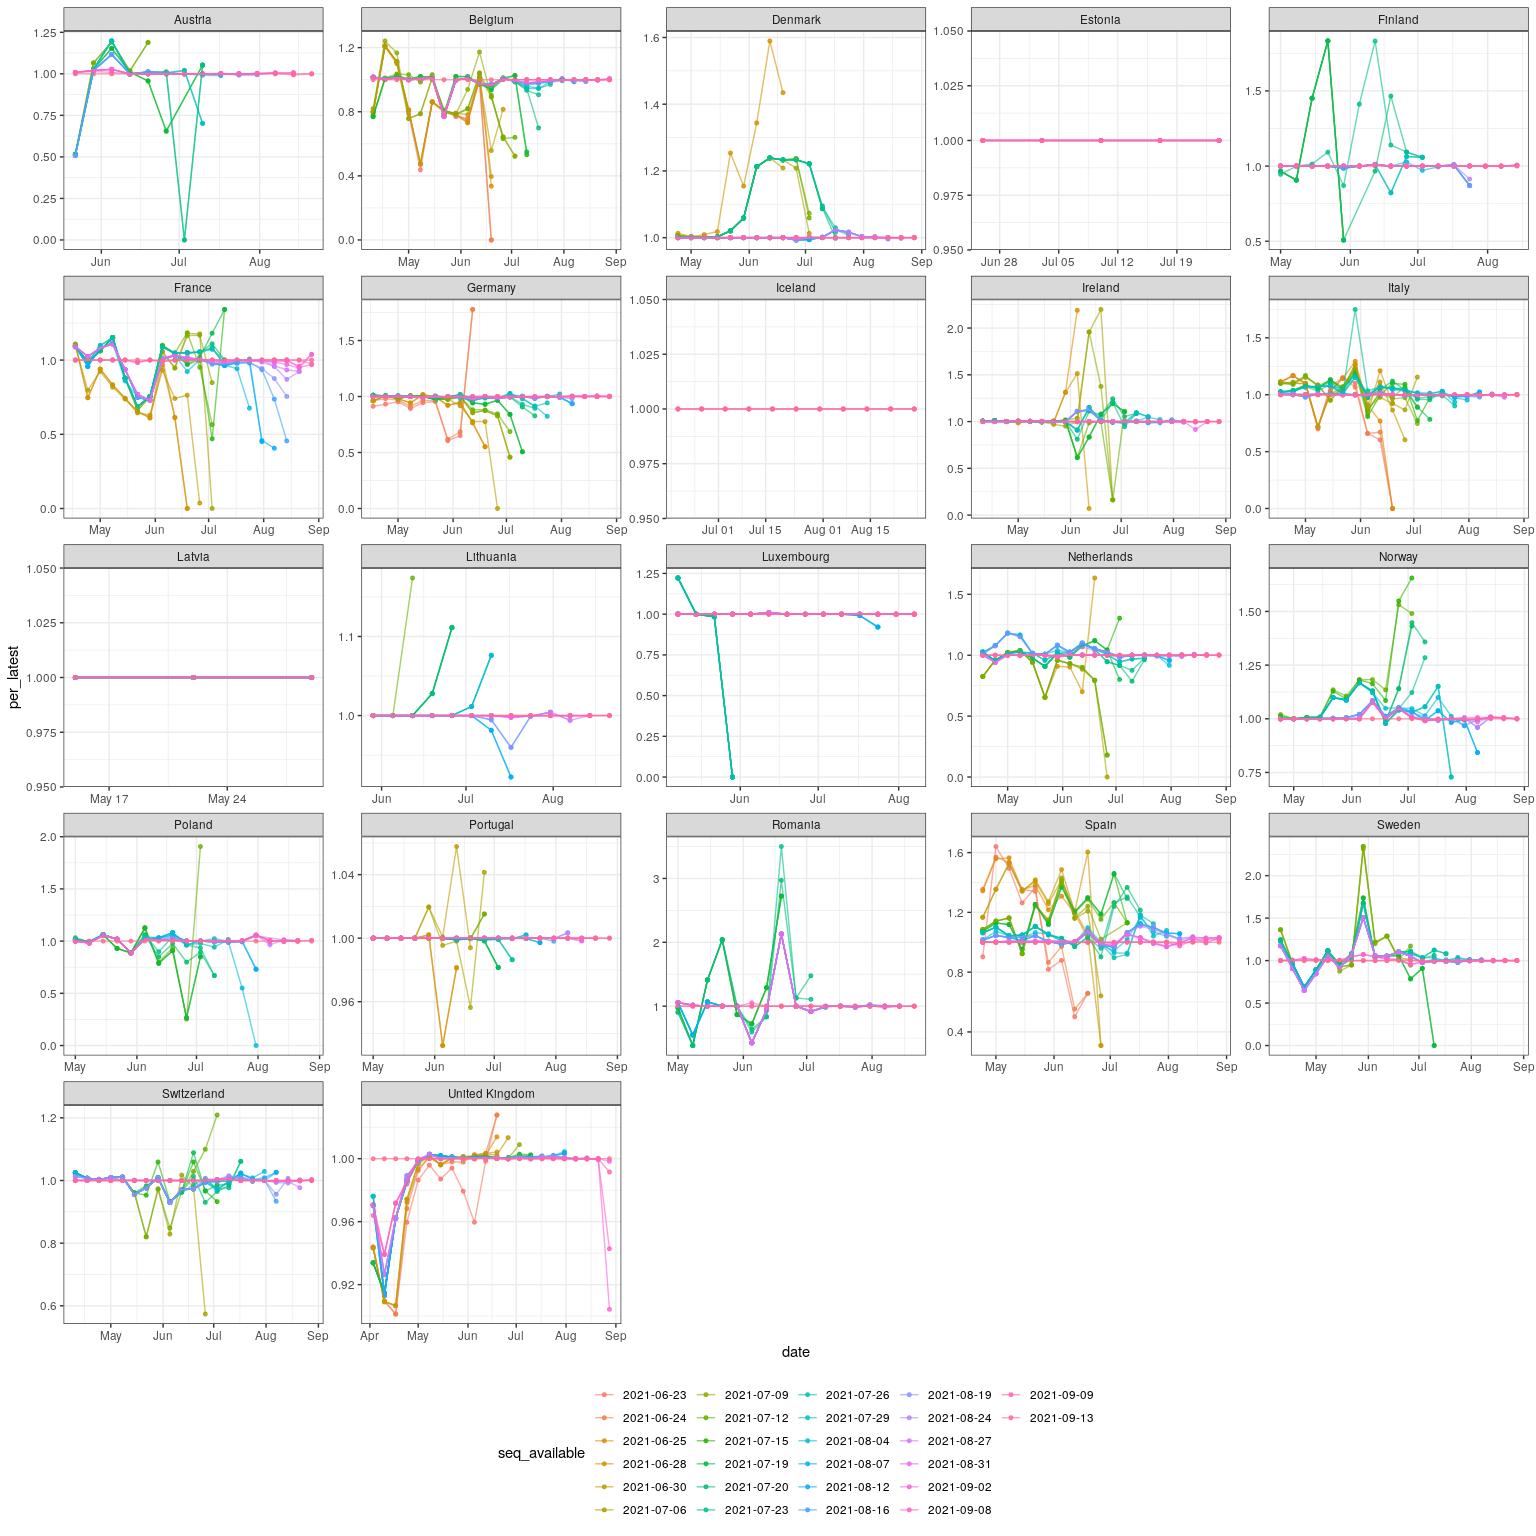 Austria
Belgium
Denmark
Estonia
Finland
1.25
1.00
0.75
0.50
0.25
0.00
1.2
0.8
0.4
0.0
1.6
1.4
1.2
1.0
1.050
1.025
1.000
0.975
0.950
1.5
1.0
0.5
Jun Jul Aug
May Jun Jul Aug Sep
May Jun Jul Aug Sep
Jun 28 Jul 05 Jul 12 Jul 19
May Jun Jul Aug
France
Germany
Iceland
Ireland
Italy
1.0
0.5
0.0
1.5
1.0
0.5
0.0
1.050
1.025
1.000
0.975
0.950
2.0
1.5
1.0
0.5
0.0
1.5
1.0
0.5
0.0
May Jun Jul Aug Sep
May Jun Jul Aug Sep
Jul 01 Jul 15 Aug 01 Aug 15
May Jun Jul Aug Sep
May Jun Jul Aug Sep
per_latest
Latvia
Lithuania
Luxembourg
Netherlands
Norway
1.050
1.025
1.000
0.975
0.950
1.1
1.0
1.25
1.00
0.75
0.50
0.25
0.00
1.5
1.0
0.5
0.0
1.50
1.25
1.00
0.75
May 17 May 24
Jun Jul Aug
Jun Jul Aug
May Jun Jul Aug Sep
May Jun Jul Aug Sep
Poland
Portugal
Romania
Spain
Sweden
2.0
1.5
1.0
0.5
0.0
1.04
1.00
0.96
3
2
1
1.6
1.2
0.8
0.4
2.0
1.5
1.0
0.5
0.0
May Jun Jul Aug Sep
May Jun Jul Aug Sep
May Jun Jul Aug
May Jun Jul Aug Sep
May Jun Jul Aug Sep
Switzerland
United Kingdom
1.2
1.0
0.8
0.6
1.00
0.96
0.92
May Jun Jul Aug Sep
Apr May Jun Jul Aug Sep
date
seq_available
2021-06-23 2021-07-09 2021-07-26 2021-08-19 2021-09-09
2021-06-24 2021-07-12 2021-07-29 2021-08-24 2021-09-13
2021-06-25 2021-07-15 2021-08-04 2021-08-27
2021-06-28 2021-07-19 2021-08-07 2021-08-31
2021-06-30 2021-07-20 2021-08-12 2021-09-02
2021-07-06 2021-07-23 2021-08-16 2021-09-08